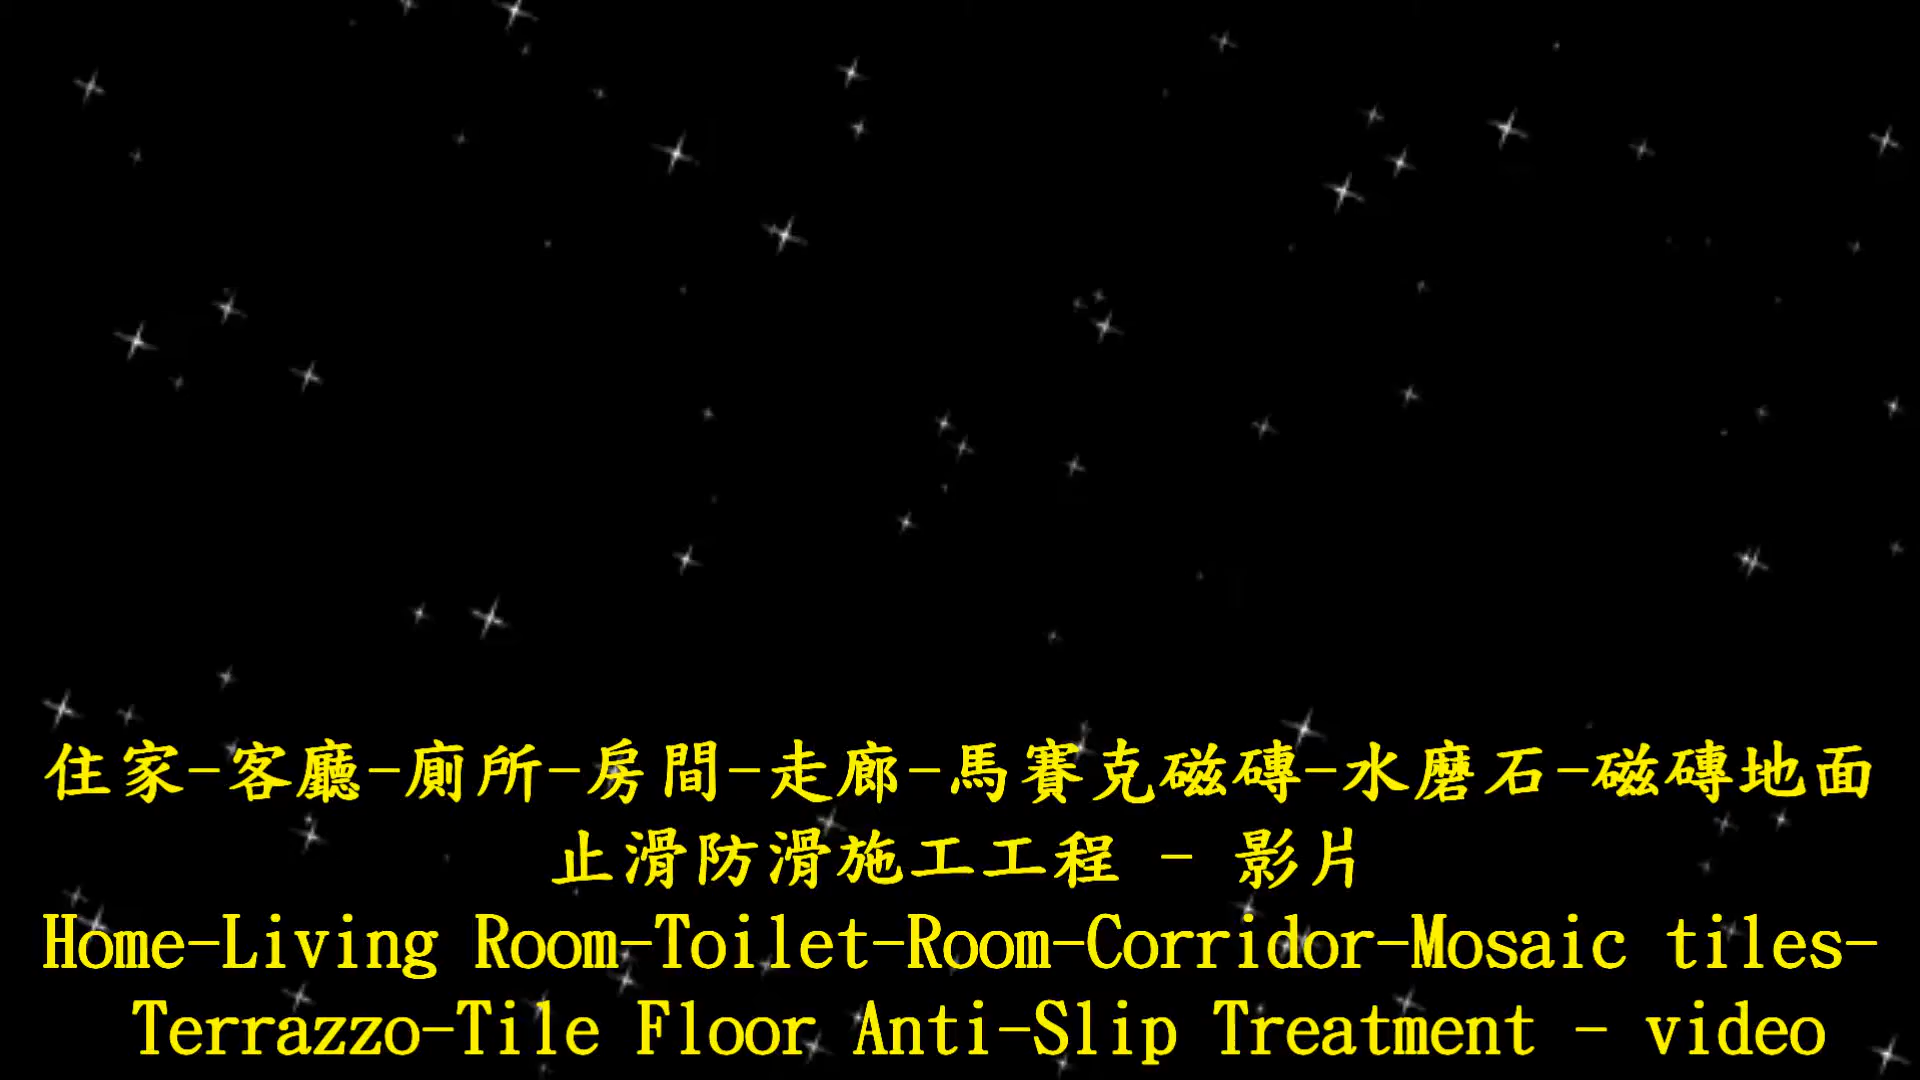 住家-客廳-廁所-房間-走廊-馬賽克磁磚-水磨石-磁磚地面
止滑防滑施工工程 - 影片
Home-Living Room-Toilet-Room-Corridor-Mosaic tiles-
Terrazzo-Tile Floor Anti-Slip Treatment - video